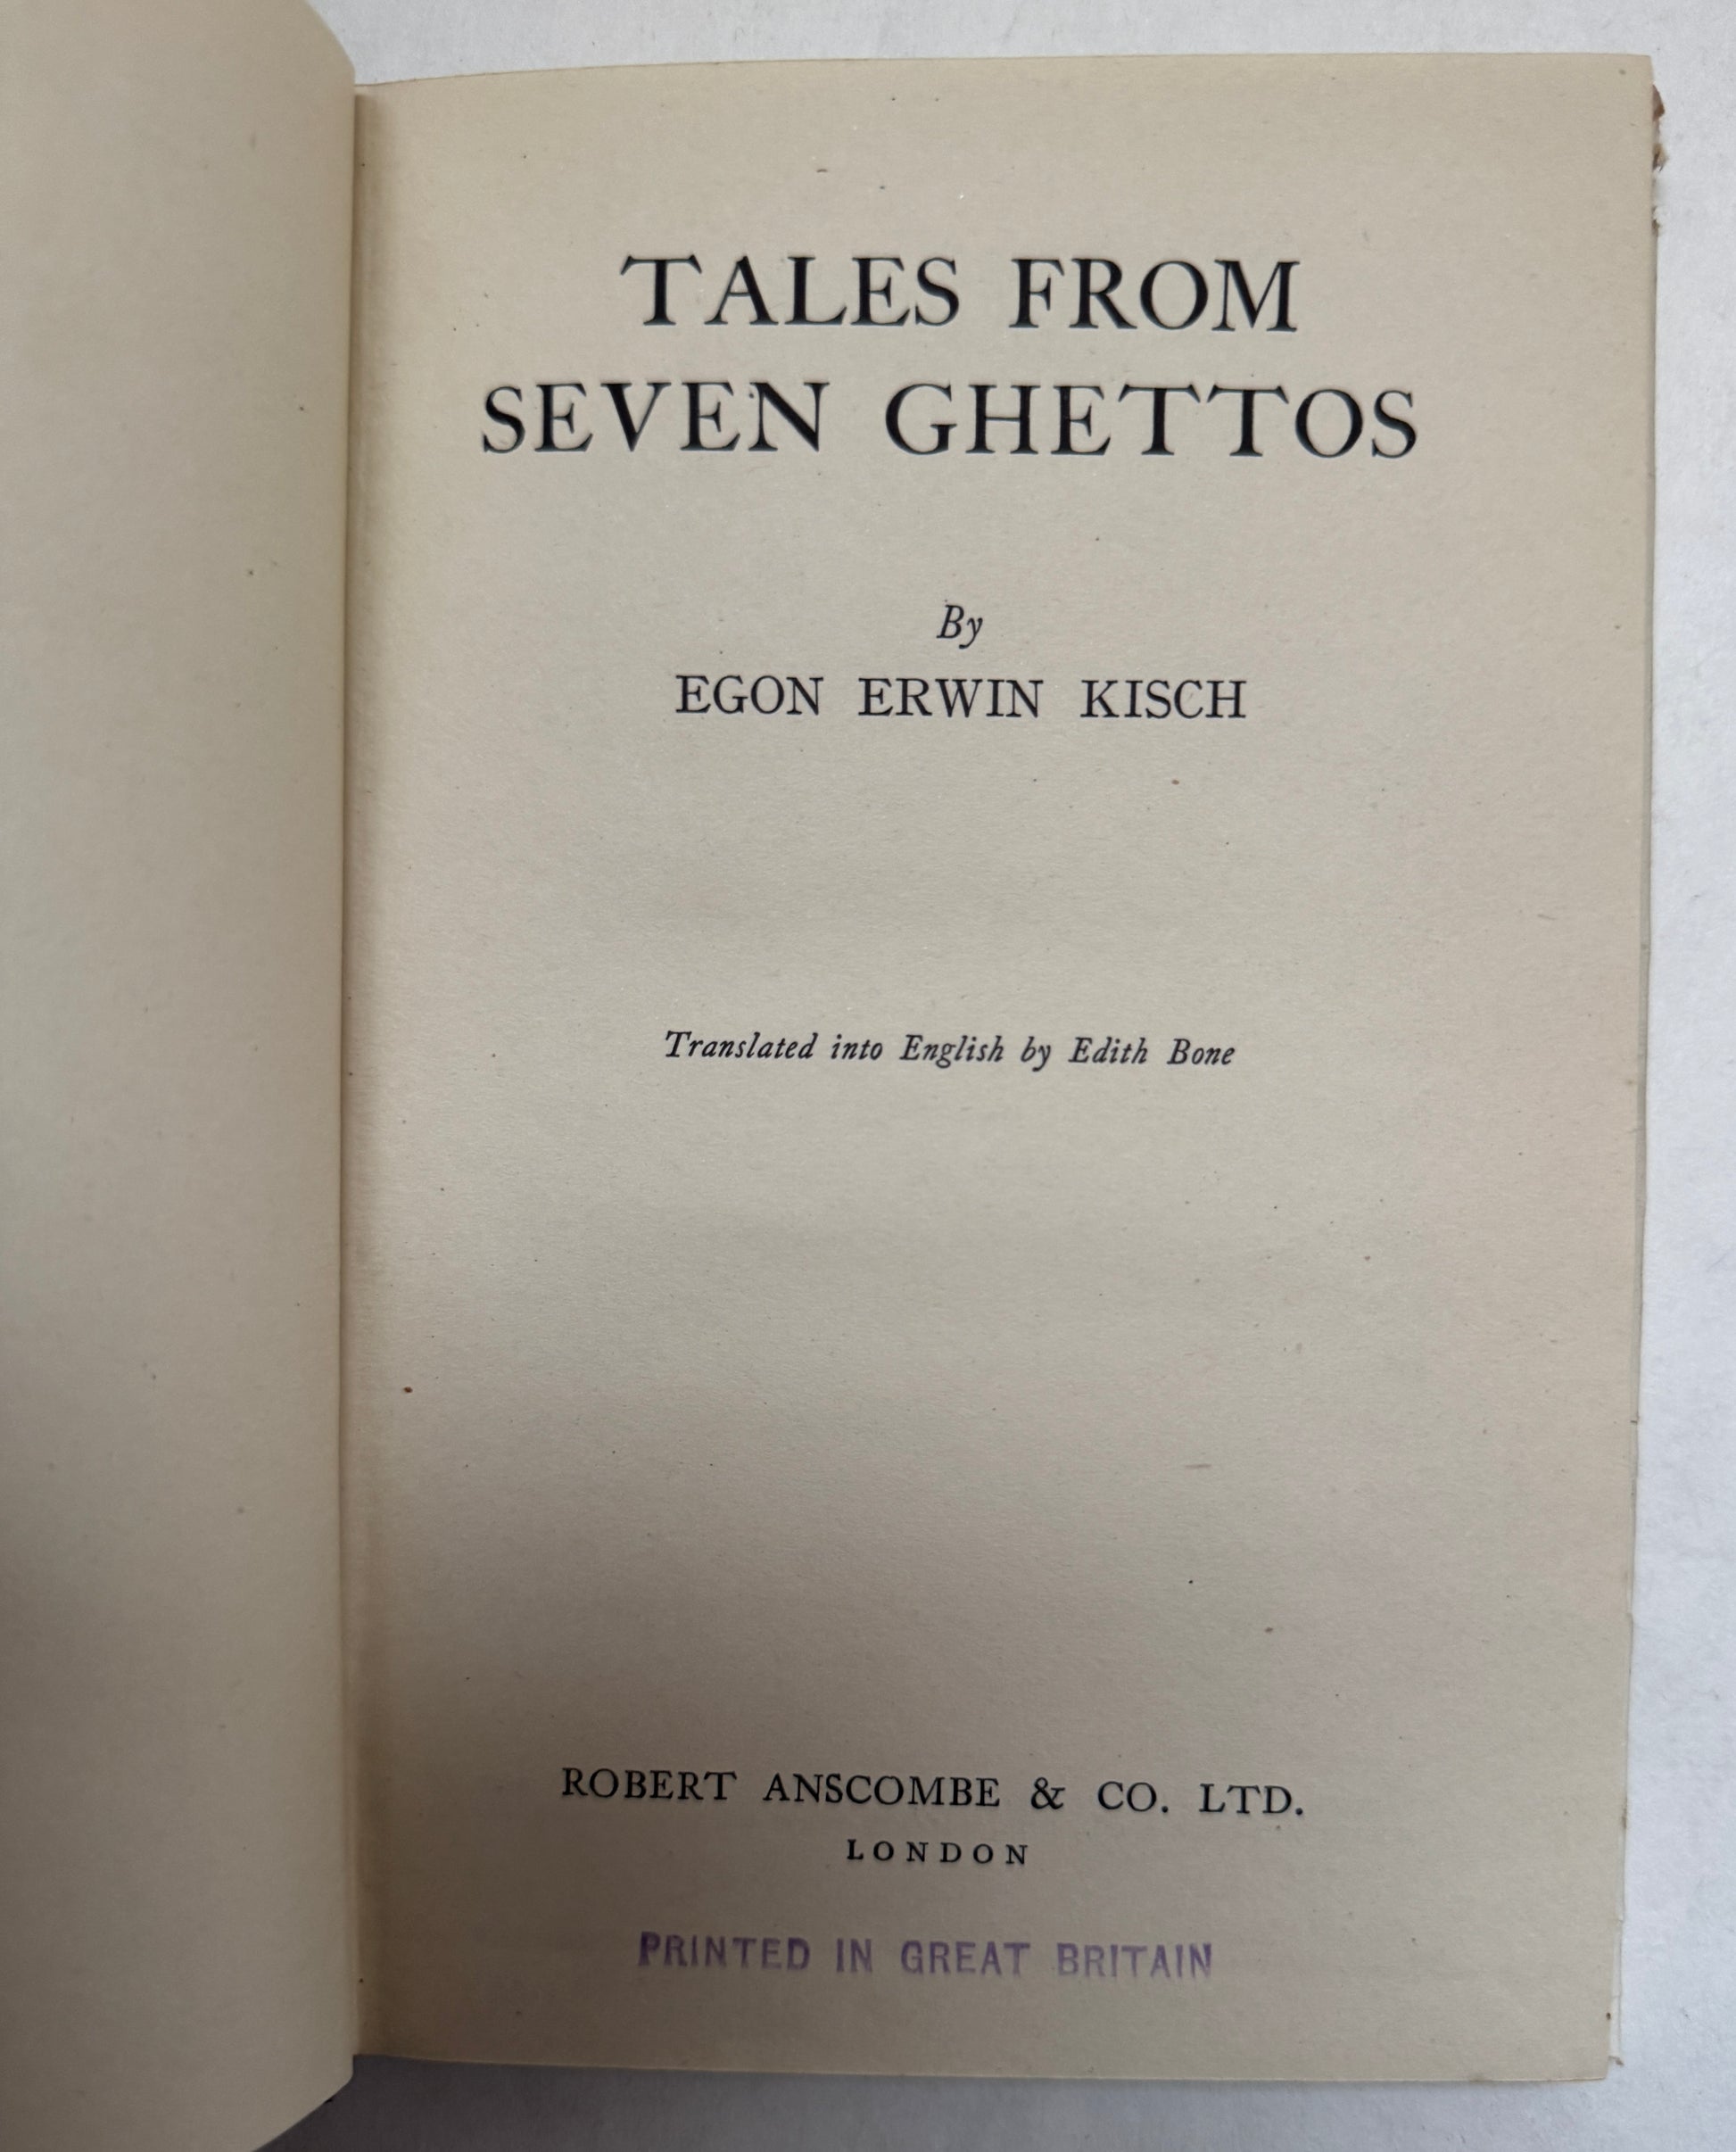 TALES FROM
SEVEN GHETTOS
By
EGON ERWIN KISCH
Translated into English by Edith Bone
ROBERT ANSCOMBE & CO. LTD.
LONDON
PRINTED IN GREAT BRITAIN